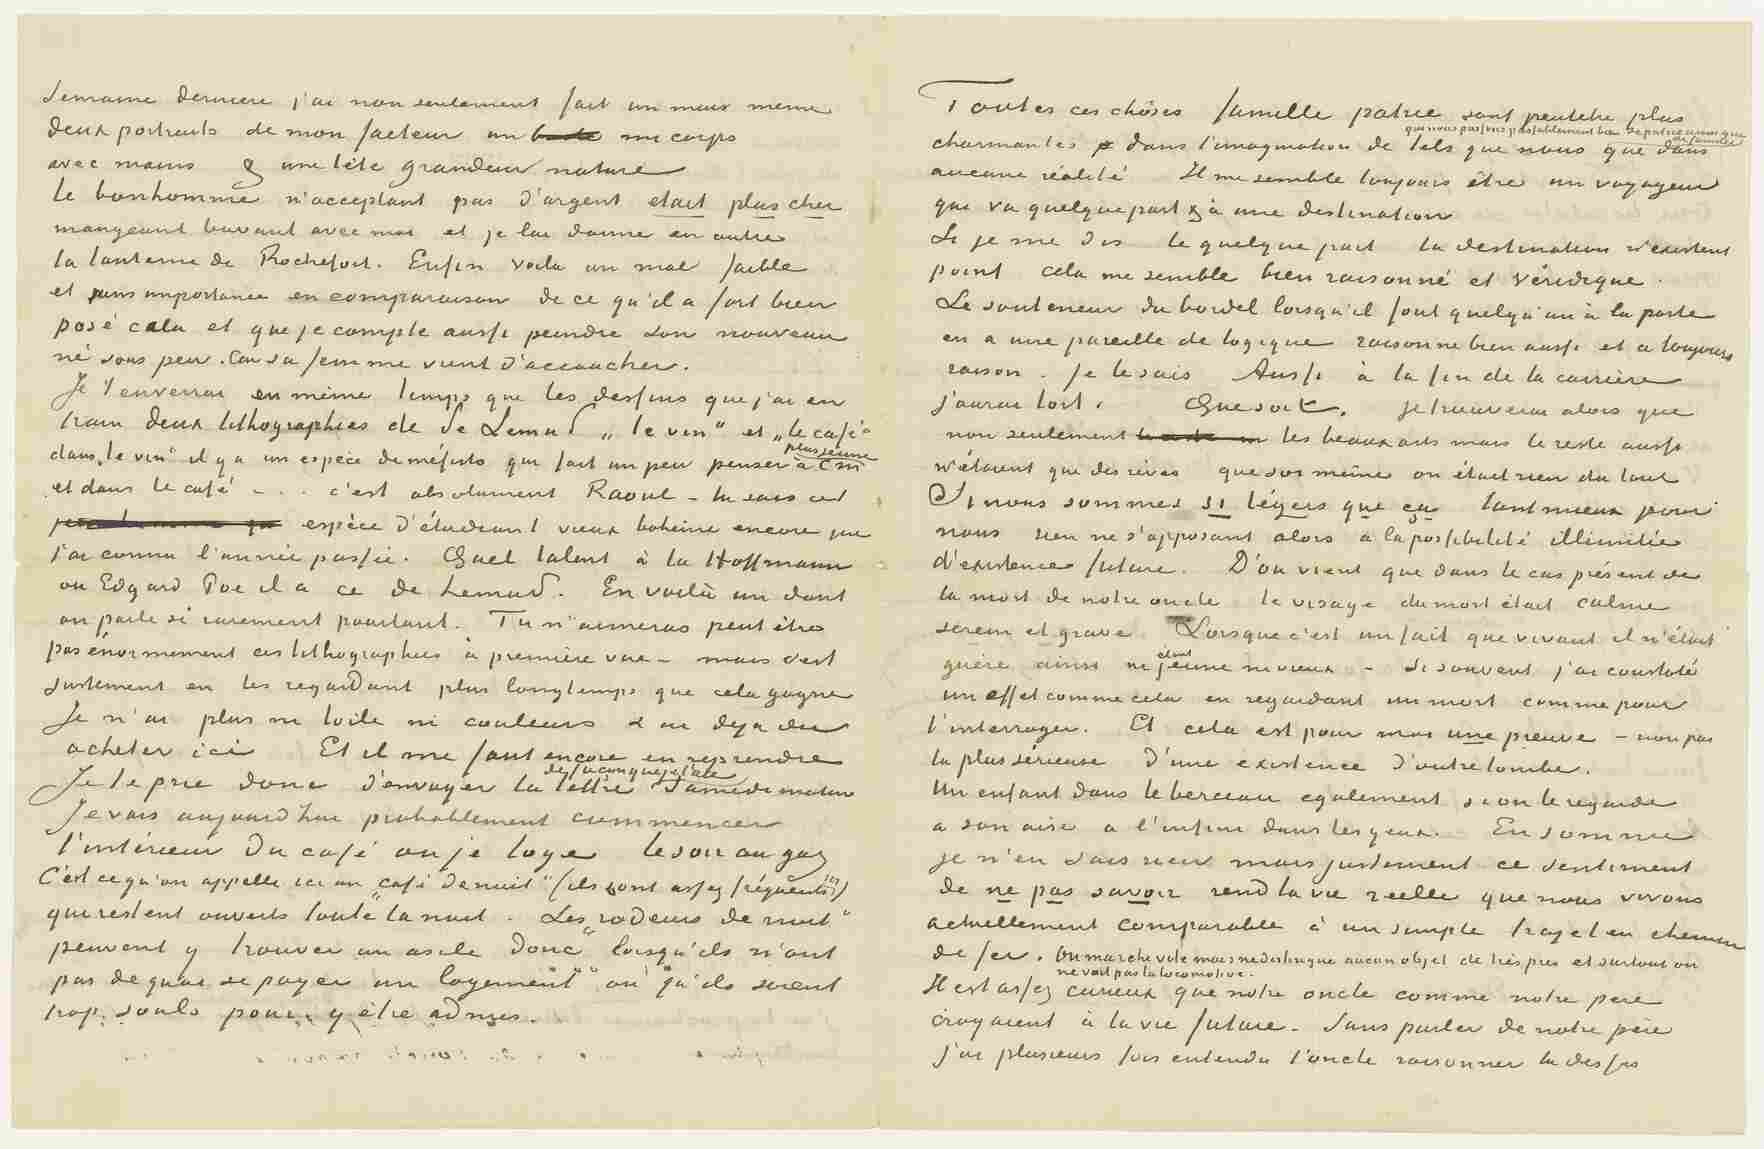 Semaine derniere j'ai non seulement fait un mais meme
deux portraits de mon facteur un mi corps
avec mains & une tête grandeur nature
Le bonhomme n'acceptant pas d'argent etait plus cher
mangeant buvant avec moi et je lui donnai en outre
la lanterne de Rochefort. Enfin voila un mal faible
et sans importance en comparaison de ce qu'il a fort bien
posé et que je compte aussi peindre son nouveau
né sous peu. Car sa femme vient d'accoucher.
Je t'enverrai en même temps que les dessins que j'ai en
train deux lithographies de de Lemud „le vin" et „le café"
dans „le vin" il y a un espèce de méfisto qui fait un peu penser à C.M.
plus jeune
et dans le café - . . c'est absolument Raoul - tu sais cet
espèce d'étudiant vieux bohème encore que
j'ai connu l'année passée. Quel talent à la Hoffmann
ou Edgard Poe il a ce de Lemud. En voilà un dont
on parle si rarement pourtant. Tu n'aimeras peut être
pas énormement ces lithographies à première vue - mais c'est
justement en les regardant plus longtemps que cela gagne
Je n'ai plus ni toile ni couleurs & ai deja du
acheter ici Et il me faut encore en reprendre
Je te prie donc d'envoyer ta lettre
de façon que je l'aie
Samedi matin
Je vais aujourd'hui probablement commencer
l'intérieur du café où je loge le soir au gaz
C'est ce qu'on appelle ici un „café de nuit" (ils sont assez fréquents ici)
qui restent ouverts toute la nuit. Les „rodeurs de nuit"
peuvent y trouver un asile donc lorsqu'ils n'ont
pas de quoi se payer un logement ou qu'ils soient
trop soûls pour y être admis.
Toutes ces chôses famille patrie sont peutetre plus
charmantes dans l'imagination de tels que nous
qui nous passons passablement bien de patrie ainsi que
de famille
que dans
aucune réalité Il me semble toujours être un voyageur
qui va quelque part & à une destination
Si je me dis le quelque part la destination n'existent
point cela me semble bien raisonné et véridique.
Le souteneur du bordel lorsqu'il fout quelqu'un à la porte
en a une pareille de logique raisonne bien aussi et a toujours
raison. Je le sais Aussi à la fin de la carrière
j'aurai tort. Que soit. Je trouverai alors que
non seulement les beaux arts mais le reste aussi
n'étaient que des rêves que soi même on était rien du tout
Si nous sommes si légers que ça tant mieux pour
nous rien ne s'opposant alors à la possibilité illimitée
d'existence future. D'où vient que dans le cas présent de
la mort de notre oncle le visage du mort était calme
serein et grave Lorsque c'est un fait que vivant il n'était
guère ainsi ni étant jeune ni vieux - Si souvent j'ai constaté
un effet comme cela en regardant un mort comme pour
l'interroger. Et cela est pour moi une preuve - non pas
la plus sérieuse d'une existence d'outre tombe.
Un enfant dans le berceau egalement si on le regarde
a son aise a l'infini dans les yeux. En somme
je n'en sais rien mais justement ce sentiment
de ne pas savoir rend la vie réelle que nous vivons
actuellement comparable à un simple trajet en chemin
de fer. On marche vite mais ne distingue aucun objet de très près et surtout on
ne voit pas la locomotive.
Il est assez curieux que notre oncle comme notre père
croyaient à la vie future. Sans parler de notre père
j'ai plusieurs fois entendu l'oncle raisonner la dessus